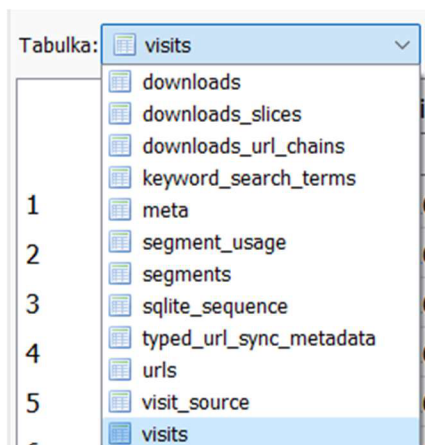 Tabulka: visits
downloads
downloads_slices
downloads_url_chains
keyword_search_terms
1 meta
segment_usage
2 segments
3 sqlite_sequence
typed_url_sync_metadata
4 urls
5 visit_source
visits